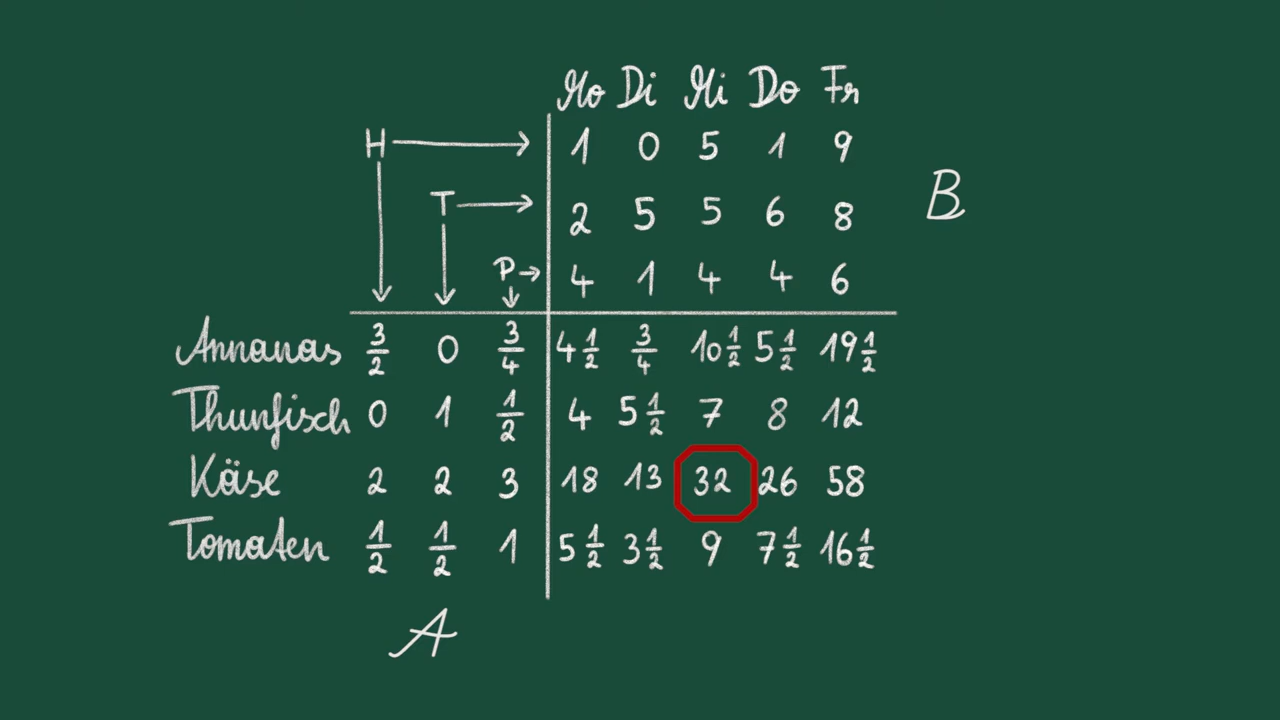 Mo Di Mi Do Fr
H 1 0 5 1 9
B
T 2 5 5 6 8
P 4 1 4 4 6
Annanas 3/2 0 3/4 4 1/2 3/4 10 1/2 5 1/2 19 1/2
Thunfisch 0 1 1/2 4 5 1/2 7 8 12
Käse 2 2 3 18 13 32 26 58
Tomaten 1/2 1/2 1 5 1/2 3 1/2 9 7 1/2 16 1/2
A